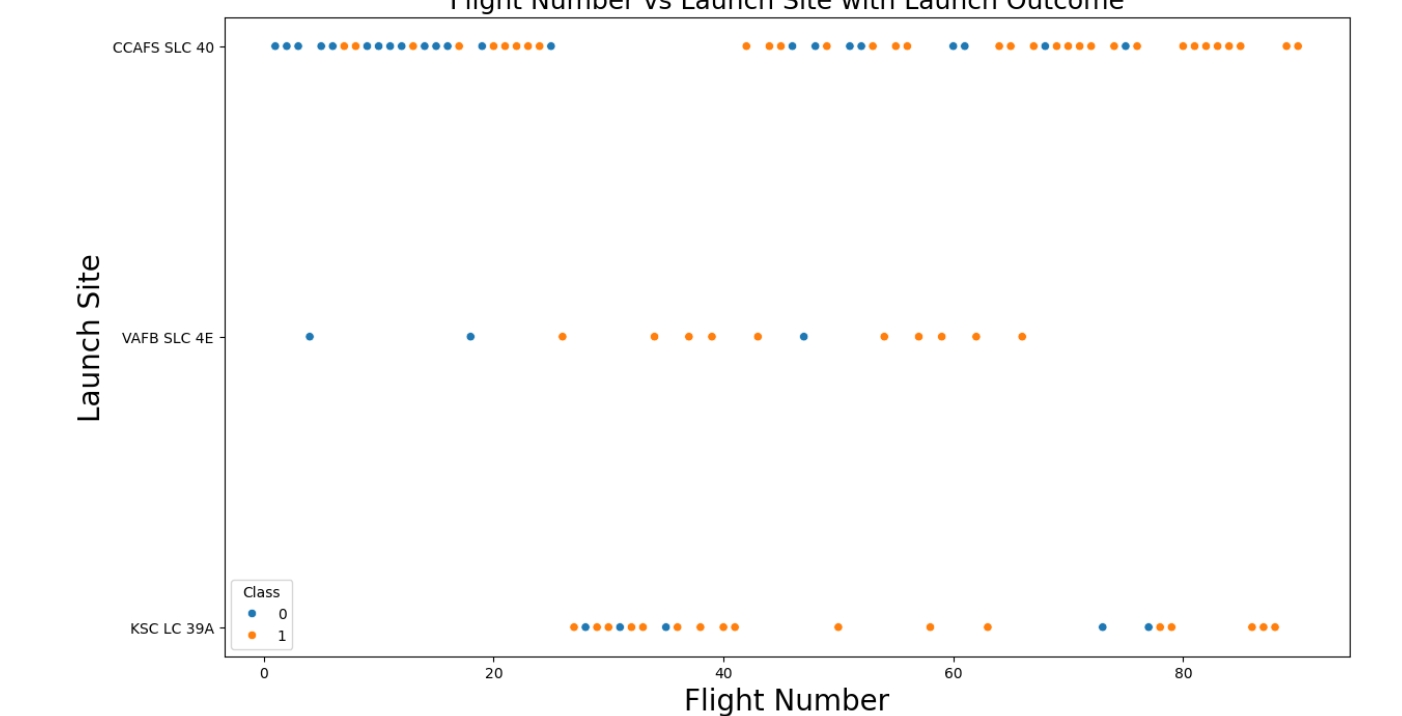 Flight Number vs Launch Site with Launch Outcome
CCAFS SLC 40
VAFB SLC 4E
KSC LC 39A
Launch Site
Class
0
1
0 20 40 60 80
Flight Number